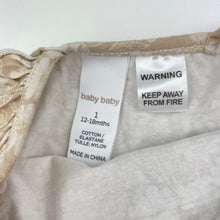 baby baby
1
12-18mths
COTTON/
ELASTANE
TULLE:NYLON
MADE IN CHINA
WARNING
KEEP AWAY
FROM FIRE